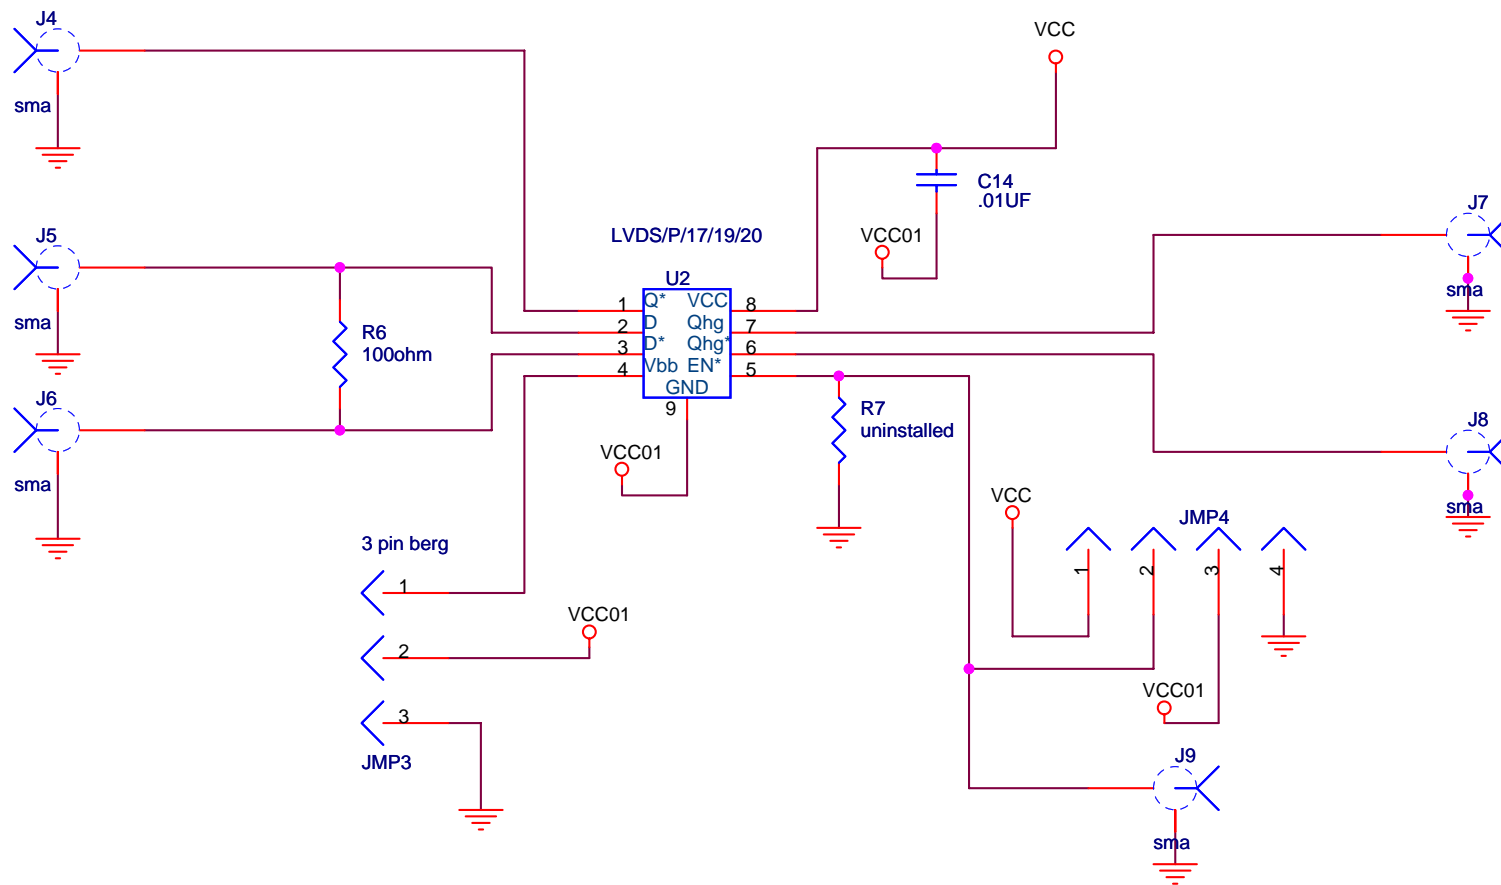 J4
sma
VCC
C14
.01UF
VCC01
J7
sma
LVDS/P/17/19/20
J5
sma
U2
1 Q* VCC 8
2 D Qhg 7
3 D* Qhg* 6
4 Vbb EN* 5
GND
9
R6
100ohm
J6
sma
R7
uninstalled
J8
sma
VCC01
VCC
JMP4
1 2 3 4
3 pin berg
1
VCC01
2
3
JMP3
VCC01
J9
sma